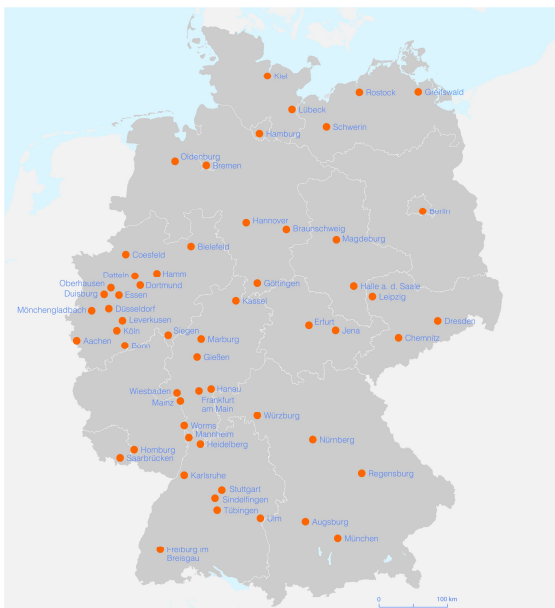 Kiel
Rostock
Greifswald
Lübeck
Schwerin
Hamburg
Oldenburg
Bremen
Berlin
Hannover
Braunschweig
Magdeburg
Bielefeld
Coesfeld
Datteln
Hamm
Dortmund
Oberhausen
Duisburg
Essen
Göttingen
Halle a. d. Saale
Leipzig
Kassel
Mönchengladbach
Düsseldorf
Leverkusen
Köln
Siegen
Erfurt
Jena
Dresden
Chemnitz
Aachen
Bonn
Marburg
Gießen
Wiesbaden
Hanau
Mainz
Frankfurt
am Main
Würzburg
Worms
Mannheim
Heidelberg
Nürnberg
Homburg
Saarbrücken
Karlsruhe
Regensburg
Stuttgart
Sindelfingen
Tübingen
Ulm
Augsburg
München
Freiburg im
Breisgau
0 100 km